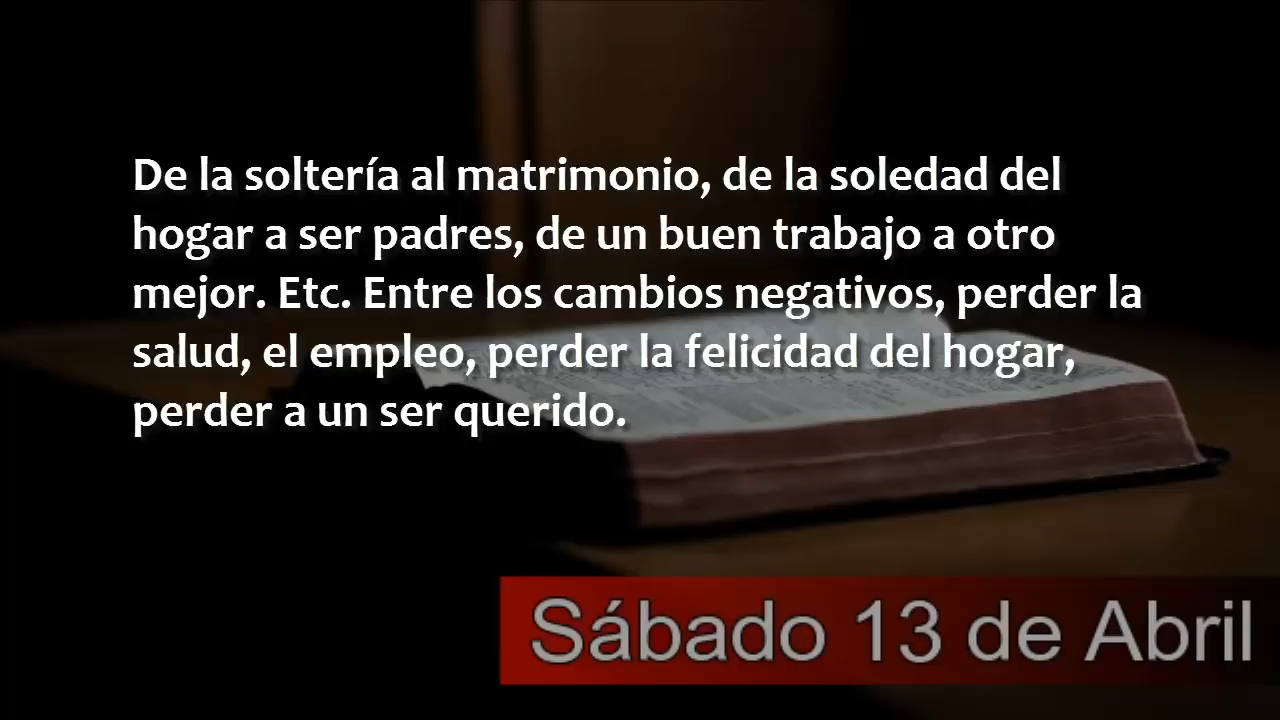 De la soltería al matrimonio, de la soledad del
hogar a ser padres, de un buen trabajo a otro
mejor. Etc. Entre los cambios negativos, perder la
salud, el empleo, perder la felicidad del hogar,
perder a un ser querido.
Sábado 13 de Abril